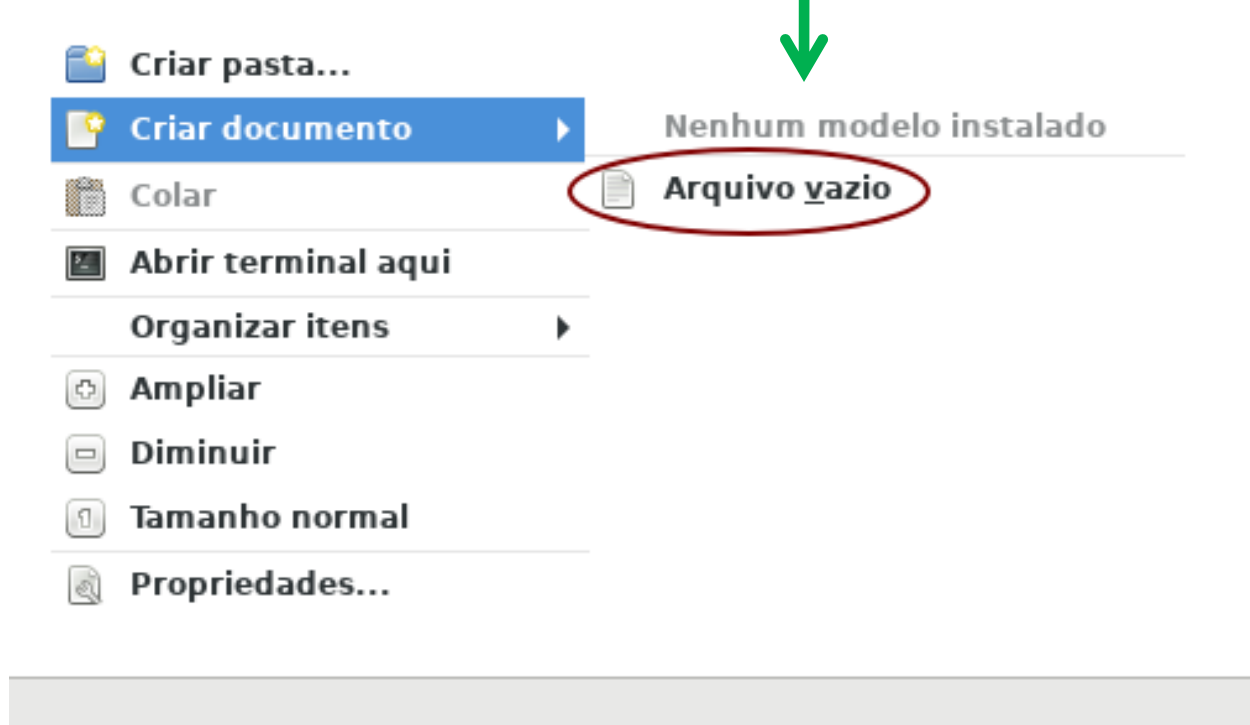 Criar pasta...
Criar documento
Nenhum modelo instalado
Arquivo vazio
Colar
Abrir terminal aqui
Organizar itens
Ampliar
Diminuir
Tamanho normal
Propriedades...